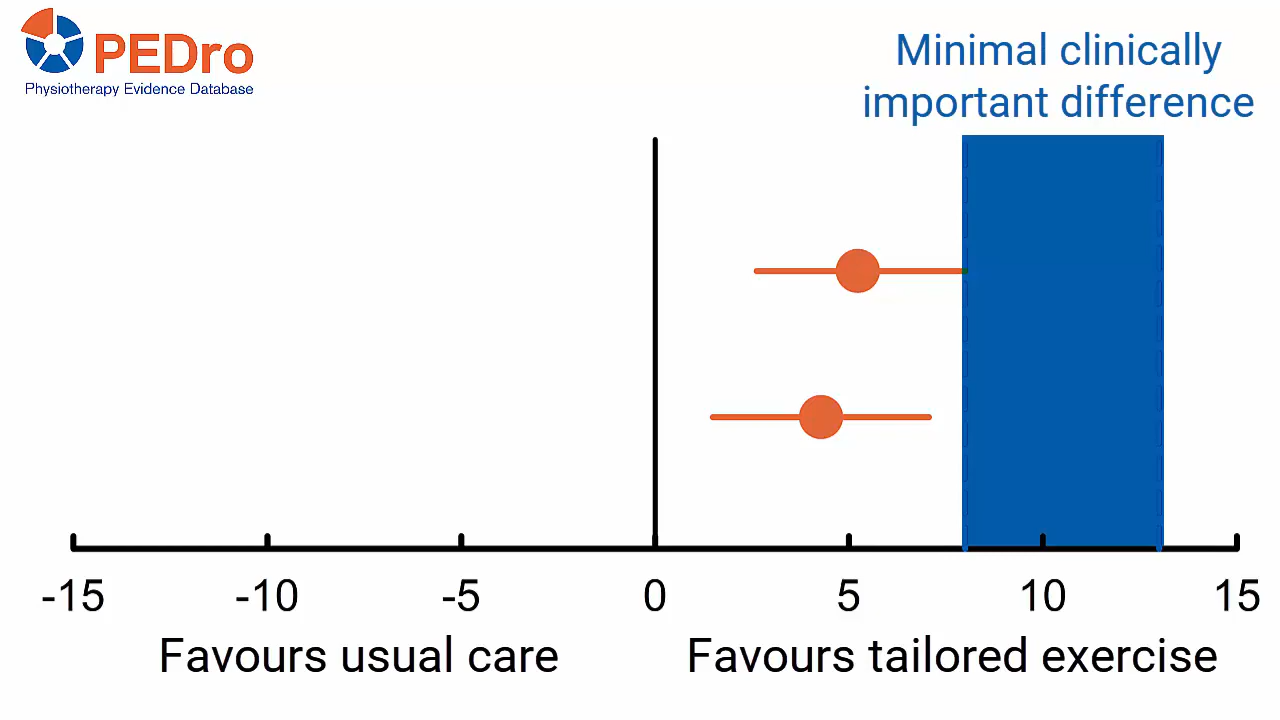 PEDro
Physiotherapy Evidence Database
Minimal clinically
important difference
-15 -10 -5 0 5 10 15
Favours usual care Favours tailored exercise